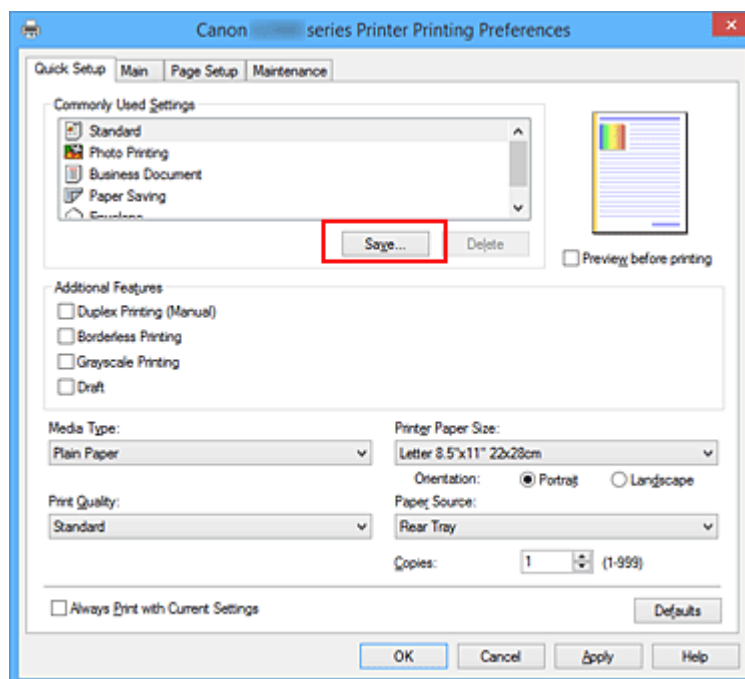 Canon series Printer Printing Preferences
Quick Setup Main Page Setup Maintenance
Commonly Used Settings
Standard
Photo Printing
Business Document
Paper Saving
Envelope
Save... Delete
Preview before printing
Additional Features
Duplex Printing (Manual)
Borderless Printing
Grayscale Printing
Draft
Media Type:
Plain Paper
Printer Paper Size:
Letter 8.5"x11" 22x28cm
Orientation: Portrait Landscape
Print Quality:
Standard
Paper Source:
Rear Tray
Copies: 1 (1-999)
Always Print with Current Settings
Defaults
OK Cancel Apply Help